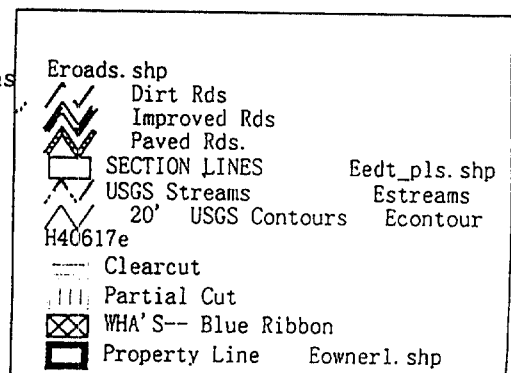 Eroads.shp
Dirt Rds
Improved Rds
Paved Rds.
SECTION LINES Eedt_pls.shp
USGS Streams Estreams
20' USGS Contours Econtour
H40617e
Clearcut
Partial Cut
WHA'S-- Blue Ribbon
Property Line Eownerl.shp